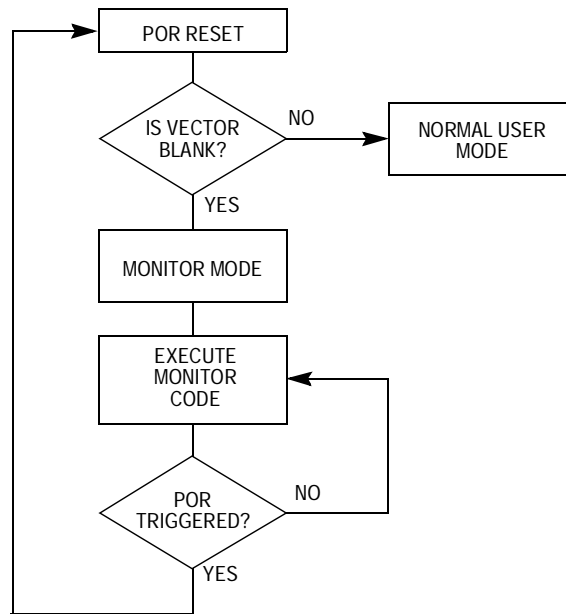 POR RESET
IS VECTOR
BLANK?
NO
NORMAL USER
MODE
YES
MONITOR MODE
EXECUTE
MONITOR
CODE
POR
TRIGGERED?
NO
YES